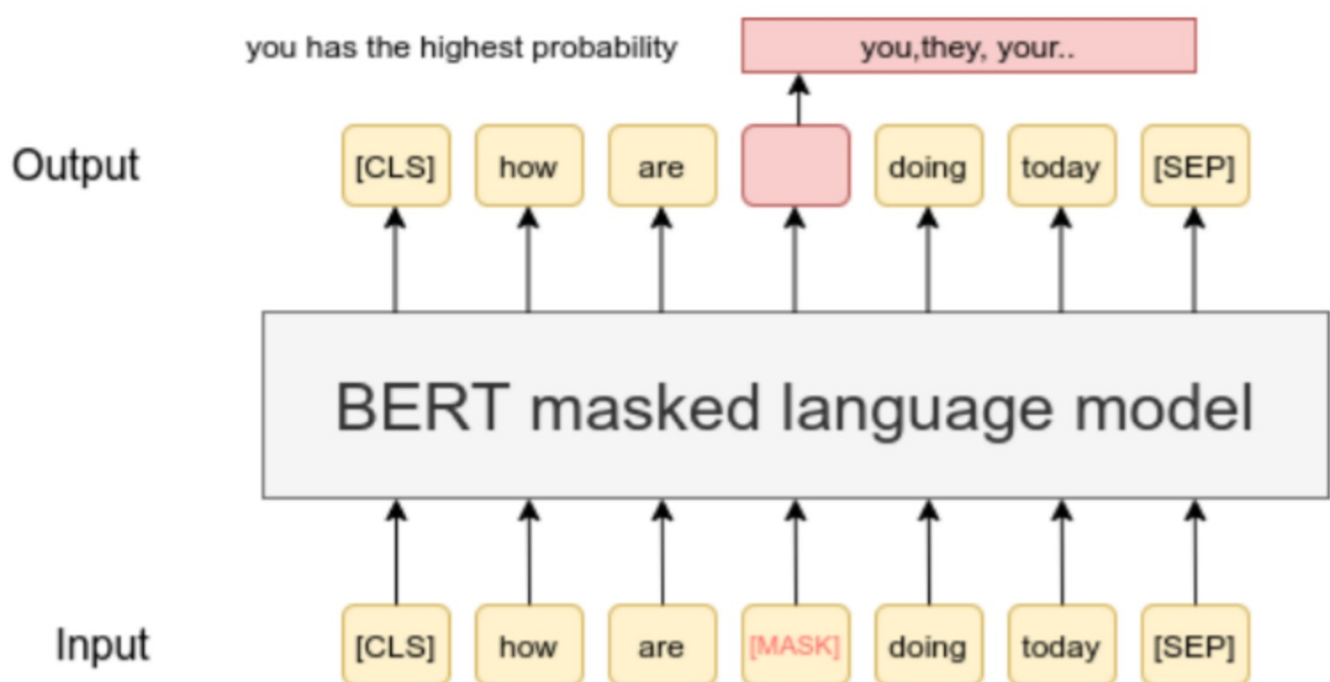 you has the highest probability you,they, your..
Output [CLS] how are doing today [SEP]
BERT masked language model
Input [CLS] how are [MASK] doing today [SEP]